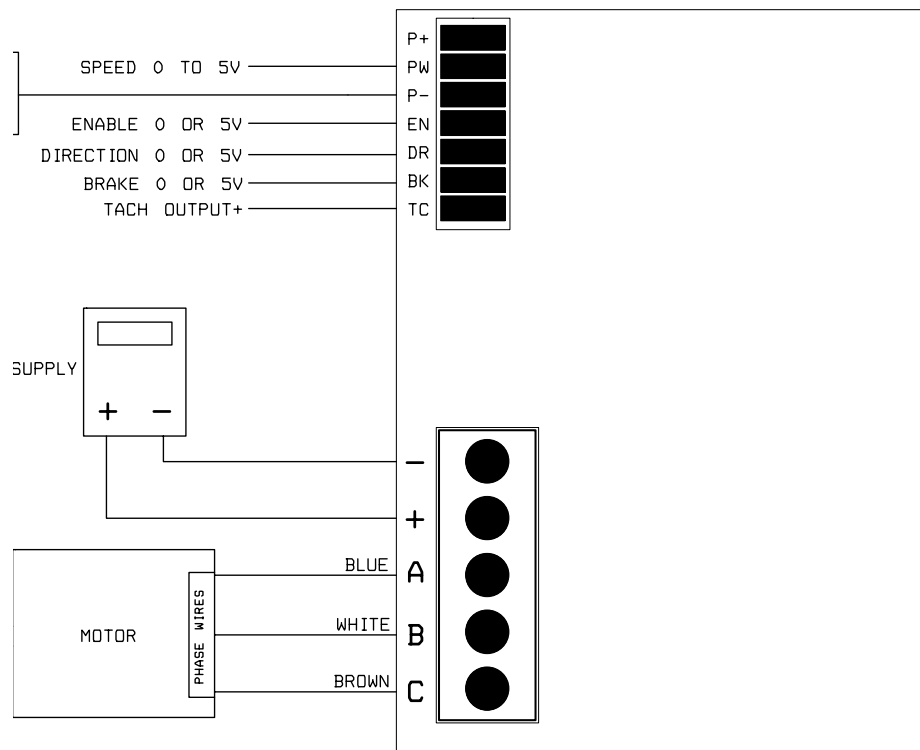 P+
SPEED 0 TO 5V PW
P-
ENABLE 0 OR 5V EN
DIRECTION 0 OR 5V DR
BRAKE 0 OR 5V BK
TACH OUTPUT+ TC
SUPPLY
+ -
-
+
BLUE A
MOTOR
PHASE WIRES
WHITE B
BROWN C